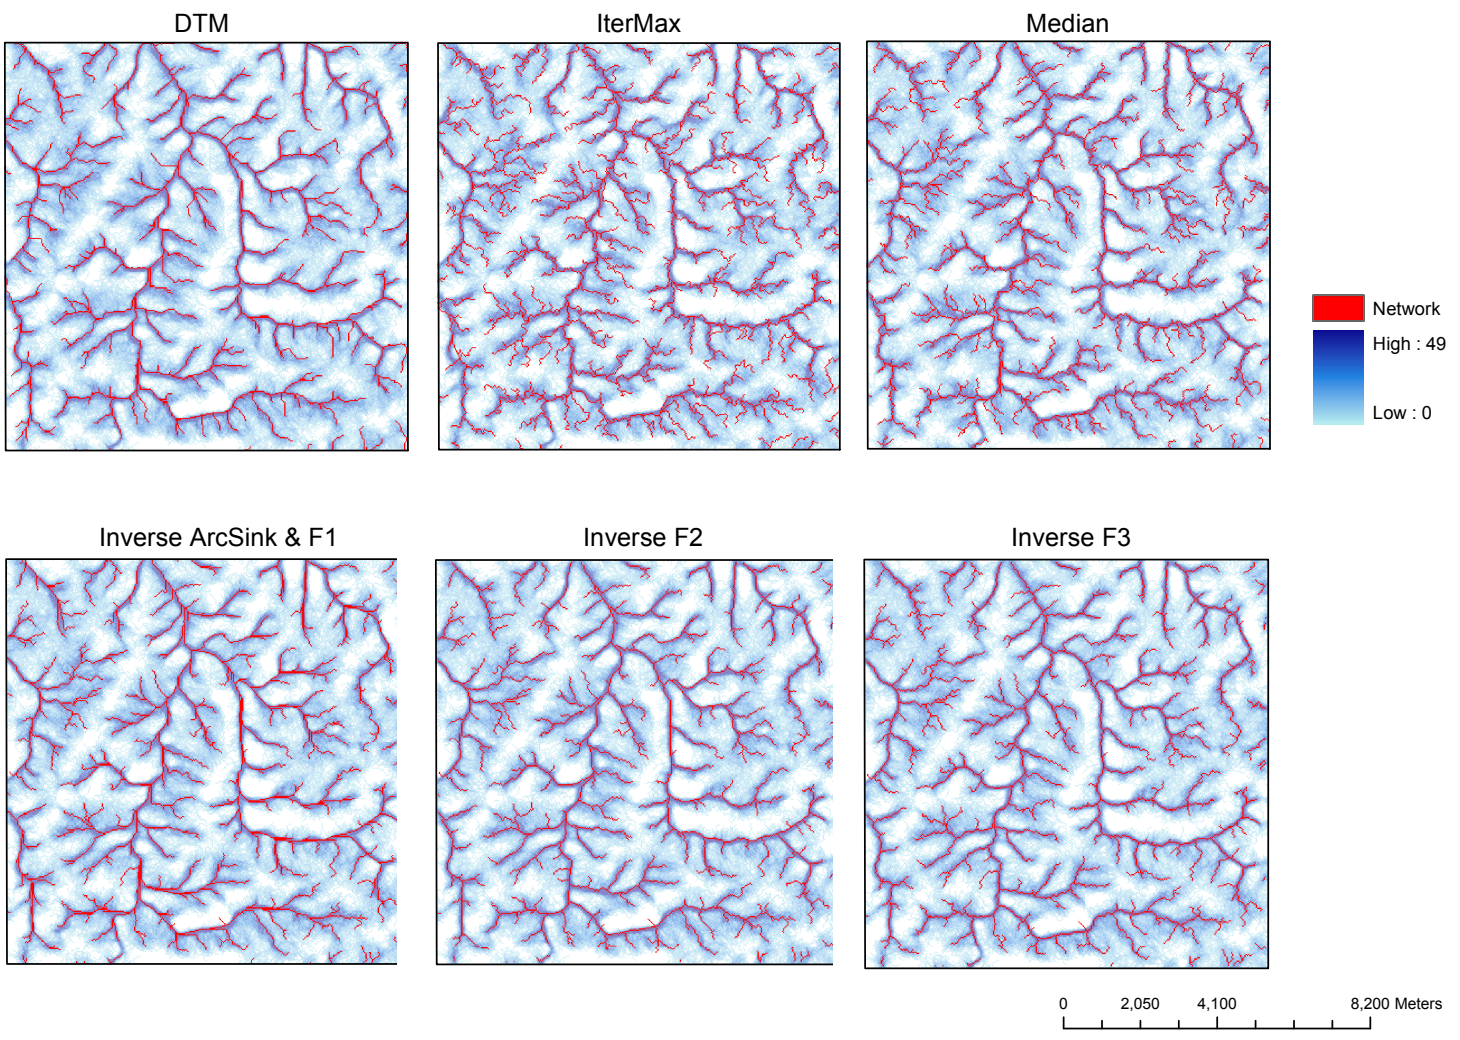 DTM
IterMax
Median
Network
High : 49
Low : 0
Inverse ArcSink & F1
Inverse F2
Inverse F3
0 2,050 4,100 8,200 Meters